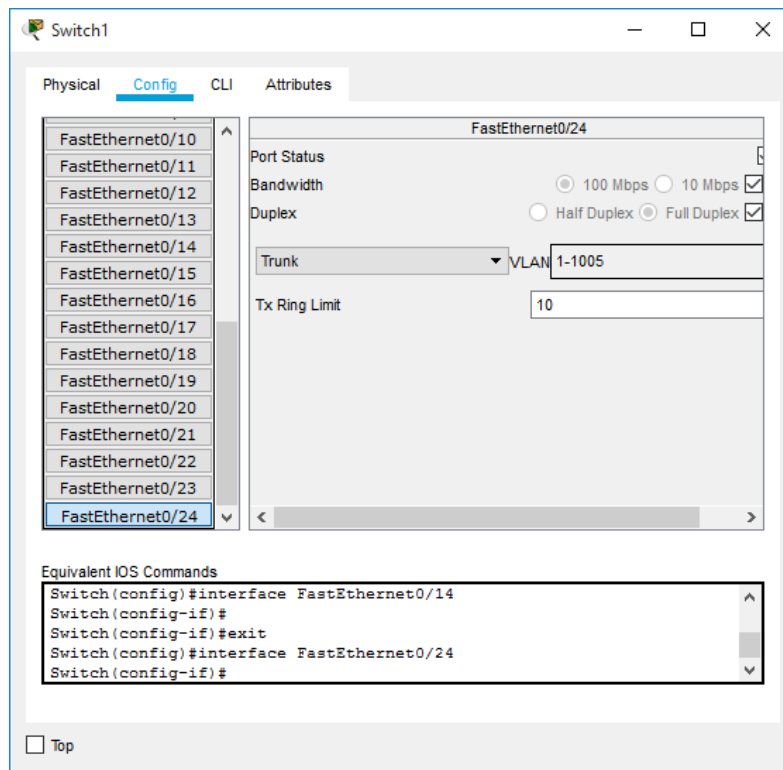 Switch1
Physical Config CLI Attributes
FastEthernet0/10
FastEthernet0/11
FastEthernet0/12
FastEthernet0/13
FastEthernet0/14
FastEthernet0/15
FastEthernet0/16
FastEthernet0/17
FastEthernet0/18
FastEthernet0/19
FastEthernet0/20
FastEthernet0/21
FastEthernet0/22
FastEthernet0/23
FastEthernet0/24
FastEthernet0/24
Port Status
Bandwidth 100 Mbps 10 Mbps
Duplex Half Duplex Full Duplex
Trunk VLAN 1-1005
Tx Ring Limit 10
Equivalent IOS Commands
Switch(config)#interface FastEthernet0/14
Switch(config-if)#
Switch(config-if)#exit
Switch(config)#interface FastEthernet0/24
Switch(config-if)#
Top